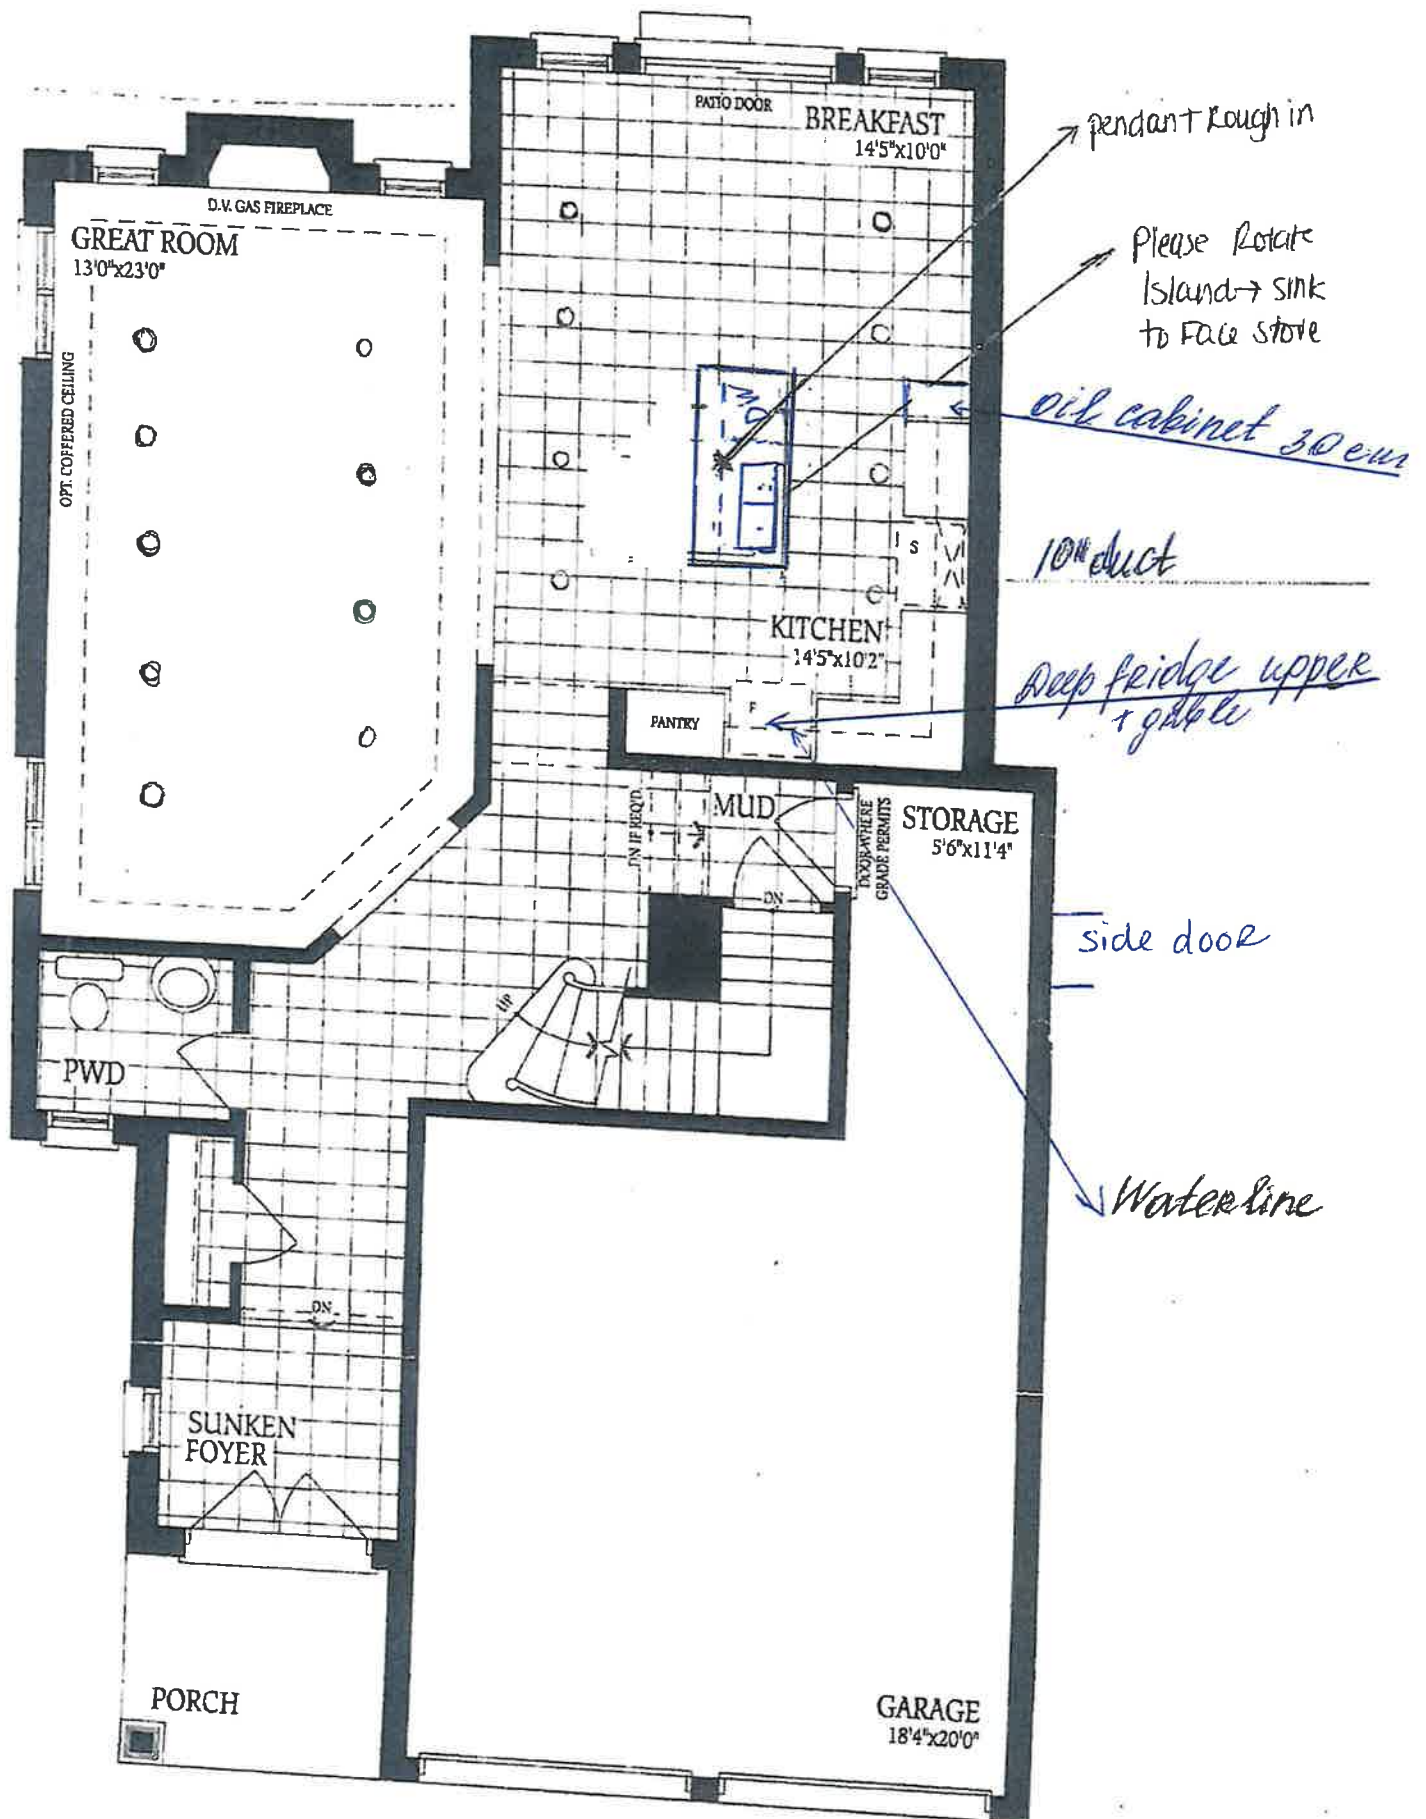 PATIO DOOR
BREAKFAST
14'5"x10'0"
pendant Rough in
D.V. GAS FIREPLACE
GREAT ROOM
13'0"x23'0"
Please Rotate
Island → sink
to Face stove
OPT. COFFERED CEILING
D.W
oil cabinet 30 cm
S
10" duct
KITCHEN
14'5"x10'2"
Deep fridge upper
+ gable
PANTRY
F
DN IF REQ'D.
MUD
DOOR WHERE
GRADE PERMITS
STORAGE
5'6"x11'4"
DN
side door
UP
PWD
Waterline
DN
SUNKEN
FOYER
PORCH
GARAGE
18'4"x20'0"